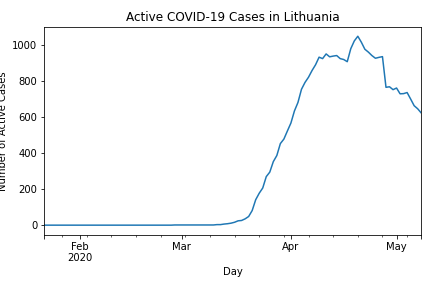 Active COVID-19 Cases in Lithuania
Number of Active Cases
1000
800
600
400
200
0
Feb
2020
Mar
Apr
May
Day